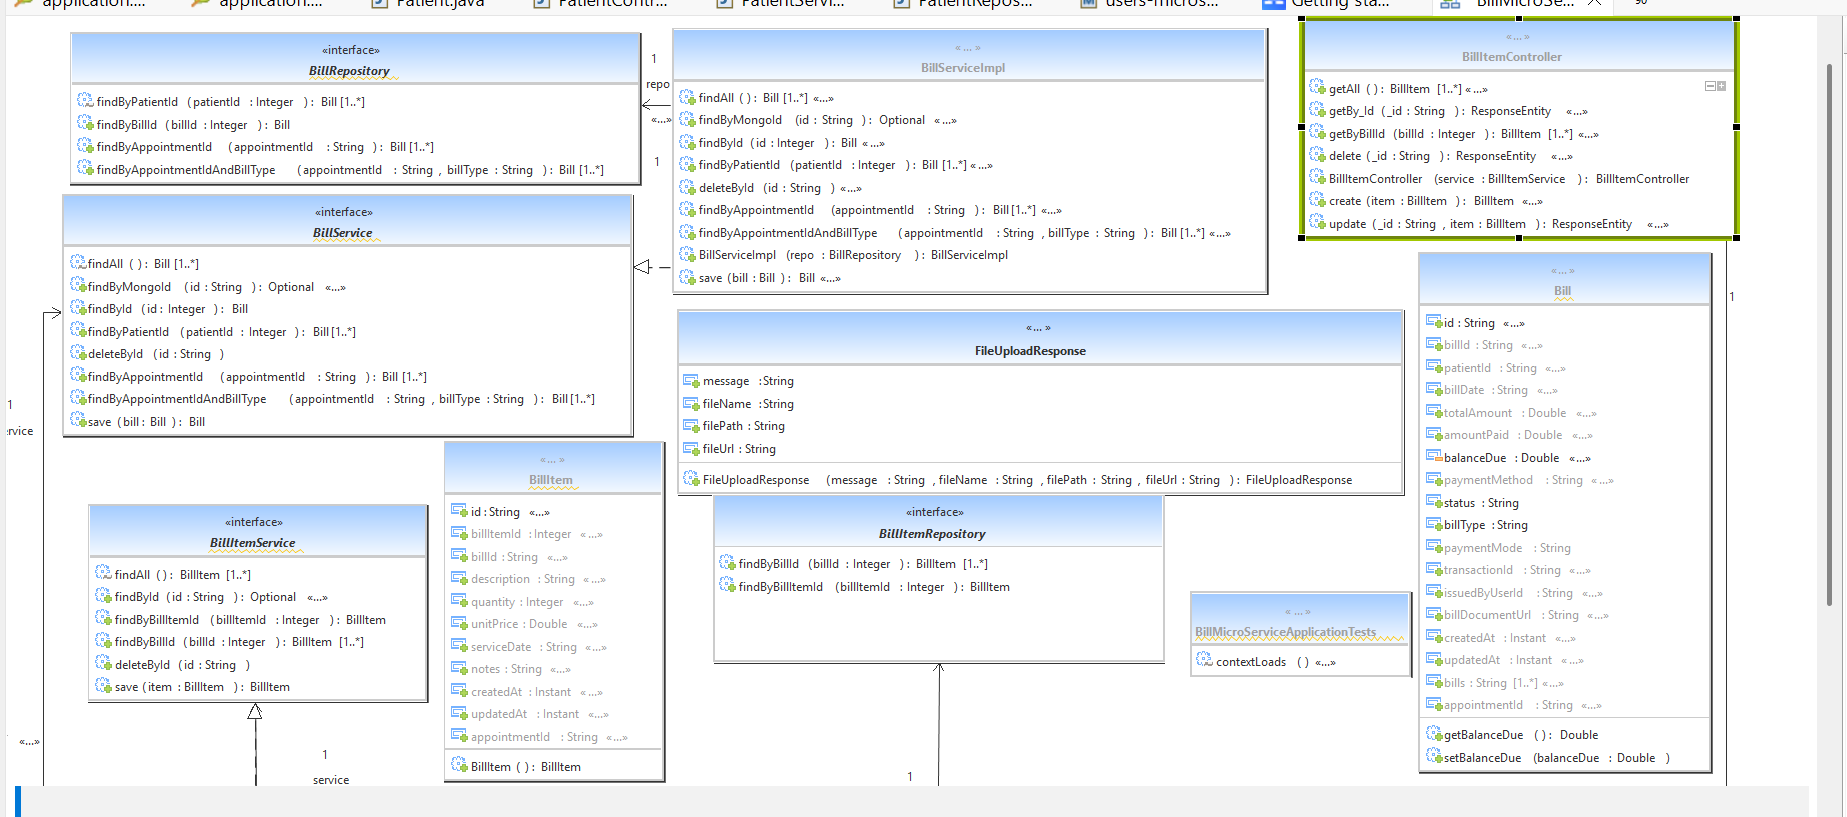 application....
application....
Patient.java
PatientContr...
PatientServi...
PatientRepos...
users-micros...
Getting sta...
BillMicroSe...
«interface»
BillRepository
findByPatientId (patientId : Integer ) : Bill [1..*]
findByBillId (billId : Integer ) : Bill
findByAppointmentId (appointmentId : String ) : Bill [1..*]
findByAppointmentIdAndBillType (appointmentId : String , billType : String ) : Bill [1..*]
1
repo
«...»
1
«... »
BillServiceImpl
findAll ( ) : Bill [1..*] «...»
findByMongoId (id : String ) : Optional «...»
findById (id : Integer ) : Bill «...»
findByPatientId (patientId : Integer ) : Bill [1..*] «...»
deleteById (id : String ) «...»
findByAppointmentId (appointmentId : String ) : Bill [1..*] «...»
findByAppointmentIdAndBillType (appointmentId : String , billType : String ) : Bill [1..*] «...»
BillServiceImpl (repo : BillRepository ) : BillServiceImpl
save (bill : Bill ) : Bill «...»
«... »
BillItemController
getAll ( ) : BillItem [1..*] «...»
getBy_Id (_id : String ) : ResponseEntity «...»
getByBillId (billId : Integer ) : BillItem [1..*] «...»
delete (_id : String ) : ResponseEntity «...»
BillItemController (service : BillItemService ) : BillItemController
create (item : BillItem ) : BillItem «...»
update (_id : String , item : BillItem ) : ResponseEntity «...»
1
«interface»
BillService
findAll ( ) : Bill [1..*]
findByMongoId (id : String ) : Optional «...»
findById (id : Integer ) : Bill
findByPatientId (patientId : Integer ) : Bill [1..*]
deleteById (id : String )
findByAppointmentId (appointmentId : String ) : Bill [1..*]
findByAppointmentIdAndBillType (appointmentId : String , billType : String ) : Bill [1..*]
save (bill : Bill ) : Bill
1
ervice
«...»
«... »
FileUploadResponse
message : String
fileName : String
filePath : String
fileUrl : String
FileUploadResponse (message : String , fileName : String , filePath : String , fileUrl : String ) : FileUploadResponse
«... »
Bill
id : String «...»
billId : String «...»
patientId : String «...»
billDate : String «...»
totalAmount : Double «...»
amountPaid : Double «...»
balanceDue : Double «...»
paymentMethod : String «...»
status : String
billType : String
paymentMode : String
transactionId : String «...»
issuedByUserId : String «...»
billDocumentUrl : String «...»
createdAt : Instant «...»
updatedAt : Instant «...»
bills : String [1..*] «...»
appointmentId : String «...»
getBalanceDue ( ) : Double
setBalanceDue (balanceDue : Double )
«... »
BillItem
id : String «...»
billItemId : Integer «...»
billId : String «...»
description : String «...»
quantity : Integer «...»
unitPrice : Double «...»
serviceDate : String «...»
notes : String «...»
createdAt : Instant «...»
updatedAt : Instant «...»
appointmentId : String «...»
BillItem ( ) : BillItem
«interface»
BillItemService
findAll ( ) : BillItem [1..*]
findById (id : String ) : Optional «...»
findByBillItemId (billItemId : Integer ) : BillItem
findByBillId (billId : Integer ) : BillItem [1..*]
deleteById (id : String )
save (item : BillItem ) : BillItem
1
service
«interface»
BillItemRepository
findByBillId (billId : Integer ) : BillItem [1..*]
findByBillItemId (billItemId : Integer ) : BillItem
1
«... »
BillMicroServiceApplicationTests
contextLoads ( ) «...»